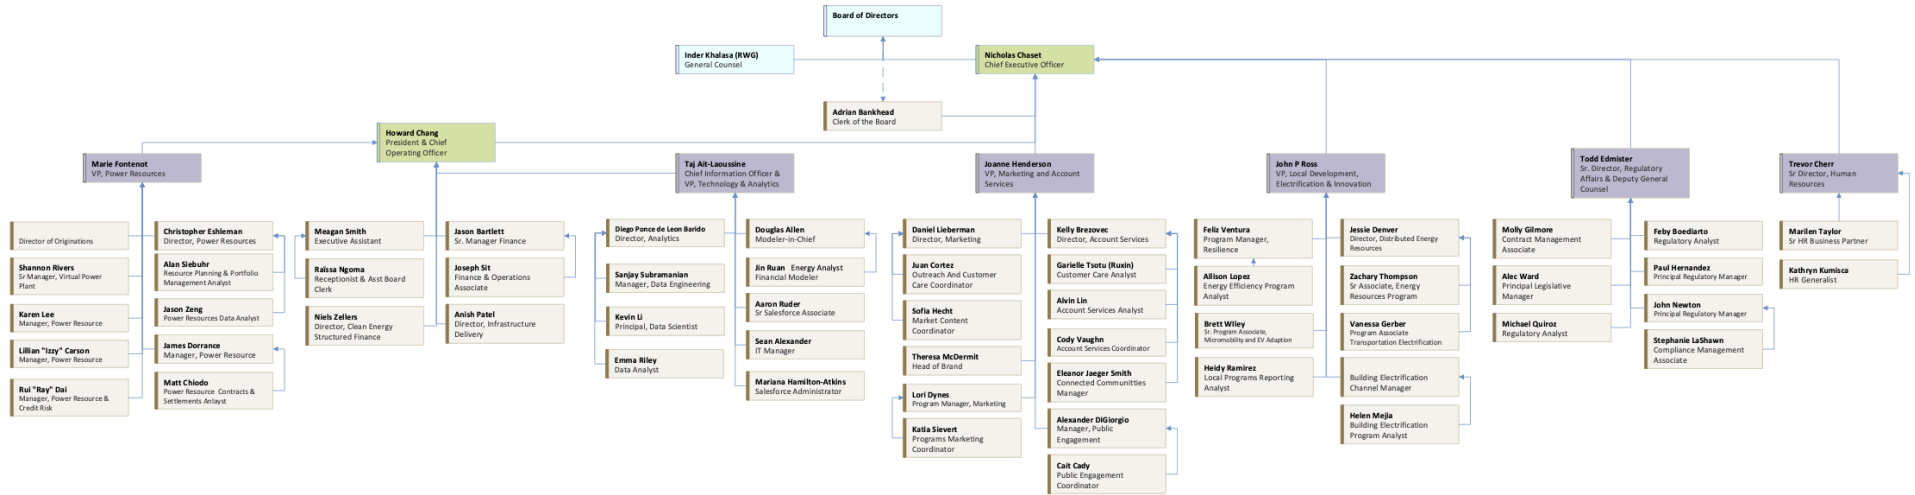 Board of Directors
Inder Khalasa (RWG)
General Counsel
Nicholas Chaset
Chief Executive Officer
Adrian Bankhead
Clerk of the Board
Howard Chang
President & Chief
Operating Officer
Marie Fontenot
VP, Power Resources
Taj Ait-Laoussine
Chief Information Officer &
VP, Technology & Analytics
Joanne Henderson
VP, Marketing and Account
Services
John P Ross
VP, Local Development,
Electrification & Innovation
Todd Edmister
Sr. Director, Regulatory
Affairs & Deputy General
Counsel
Trevor Cherr
Sr Director, Human
Resources
Director of Originations
Shannon Rivers
Sr Manager, Virtual Power
Plant
Karen Lee
Manager, Power Resource
Lillian "Izzy" Carson
Manager, Power Resource
Rui "Ray" Dai
Manager, Power Resource &
Credit Risk
Christopher Eshleman
Director, Power Resources
Alan Siebuhr
Resource Planning & Portfolio
Management Analyst
Jason Zeng
Power Resources Data Analyst
James Dorrance
Manager, Power Resource
Matt Chiodo
Power Resource Contracts &
Settlements Anlayst
Meagan Smith
Executive Assistant
Raïssa Ngoma
Receptionist & Asst Board
Clerk
Niels Zellers
Director, Clean Energy
Structured Finance
Jason Bartlett
Sr. Manager Finance
Joseph Sit
Finance & Operations
Associate
Anish Patel
Director, Infrastructure
Delivery
Diego Ponce de Leon Barido
Director, Analytics
Sanjay Subramanian
Manager, Data Engineering
Kevin Li
Principal, Data Scientist
Emma Riley
Data Analyst
Douglas Allen
Modeler-in-Chief
Jin Ruan Energy Analyst
Financial Modeler
Aaron Ruder
Sr Salesforce Associate
Sean Alexander
IT Manager
Mariana Hamilton-Atkins
Salesforce Administrator
Daniel Lieberman
Director, Marketing
Juan Cortez
Outreach And Customer
Care Coordinator
Sofia Hecht
Market Content
Coordinator
Theresa McDermit
Head of Brand
Lori Dynes
Program Manager, Marketing
Katia Sievert
Programs Marketing
Coordinator
Kelly Brezovec
Director, Account Services
Garielle Tsotu (Ruxin)
Customer Care Analyst
Alvin Lin
Account Services Analyst
Cody Vaughn
Account Services Coordinator
Eleanor Jaeger Smith
Connected Communitties
Manager
Alexander DiGiorgio
Manager, Public
Engagement
Cait Cady
Public Engagement
Coordinator
Feliz Ventura
Program Manager,
Resilience
Allison Lopez
Energy Efficiency Program
Analyst
Brett Wiley
Sr. Program Associate,
Micromobility and EV Adaption
Heidy Ramirez
Local Programs Reporting
Analyst
Jessie Denver
Director, Distributed Energy
Resources
Zachary Thompson
Sr Associate, Energy
Resources Program
Vanessa Gerber
Program Associate
Transportation Electrification
Building Electrification
Channel Manager
Helen Mejia
Building Electrification
Program Analyst
Molly Gilmore
Contract Management
Associate
Alec Ward
Principal Legislative
Manager
Michael Quiroz
Regulatory Analyst
Feby Boediarto
Regulatory Analyst
Paul Hernandez
Principal Regulatory Manager
John Newton
Principal Regulatory Manager
Stephanie LaShawn
Compliance Management
Associate
Marilen Taylor
Sr HR Business Partner
Kathryn Kumisca
HR Generalist